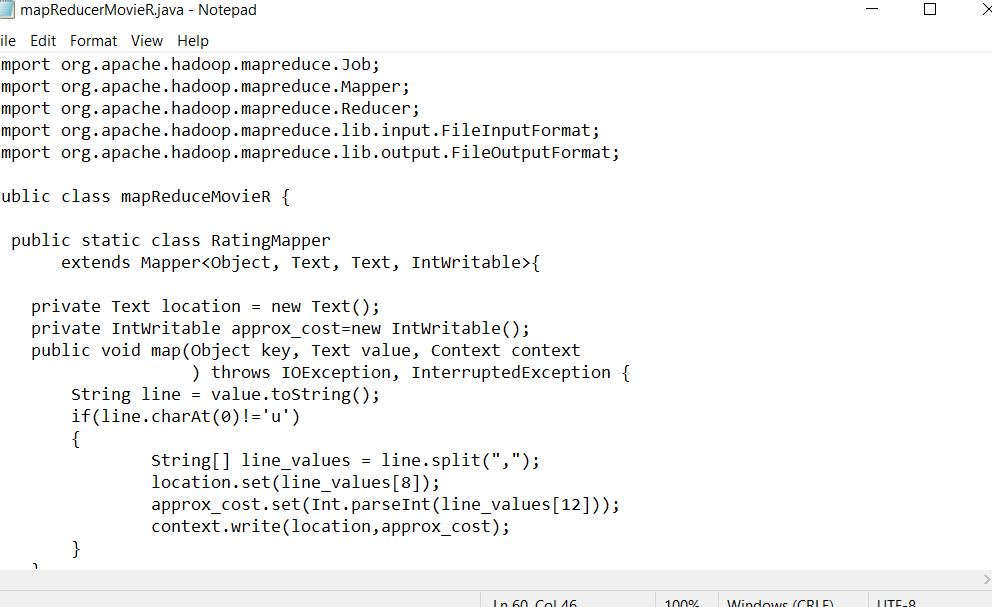 mapReducerMovieR.java - Notepad
ile Edit Format View Help
mport org.apache.hadoop.mapreduce.Job;
mport org.apache.hadoop.mapreduce.Mapper;
mport org.apache.hadoop.mapreduce.Reducer;
mport org.apache.hadoop.mapreduce.lib.input.FileInputFormat;
mport org.apache.hadoop.mapreduce.lib.output.FileOutputFormat;
ublic class mapReduceMovieR {
public static class RatingMapper
extends Mapper<Object, Text, Text, IntWritable>{
private Text location = new Text();
private IntWritable approx_cost=new IntWritable();
public void map(Object key, Text value, Context context
) throws IOException, InterruptedException {
String line = value.toString();
if(line.charAt(0)!='u')
{
String[] line_values = line.split(",");
location.set(line_values[8]);
approx_cost.set(Int.parseInt(line_values[12]));
context.write(location,approx_cost);
}
}
Ln 60, Col 46 100% Windows (CRLF) UTF-8